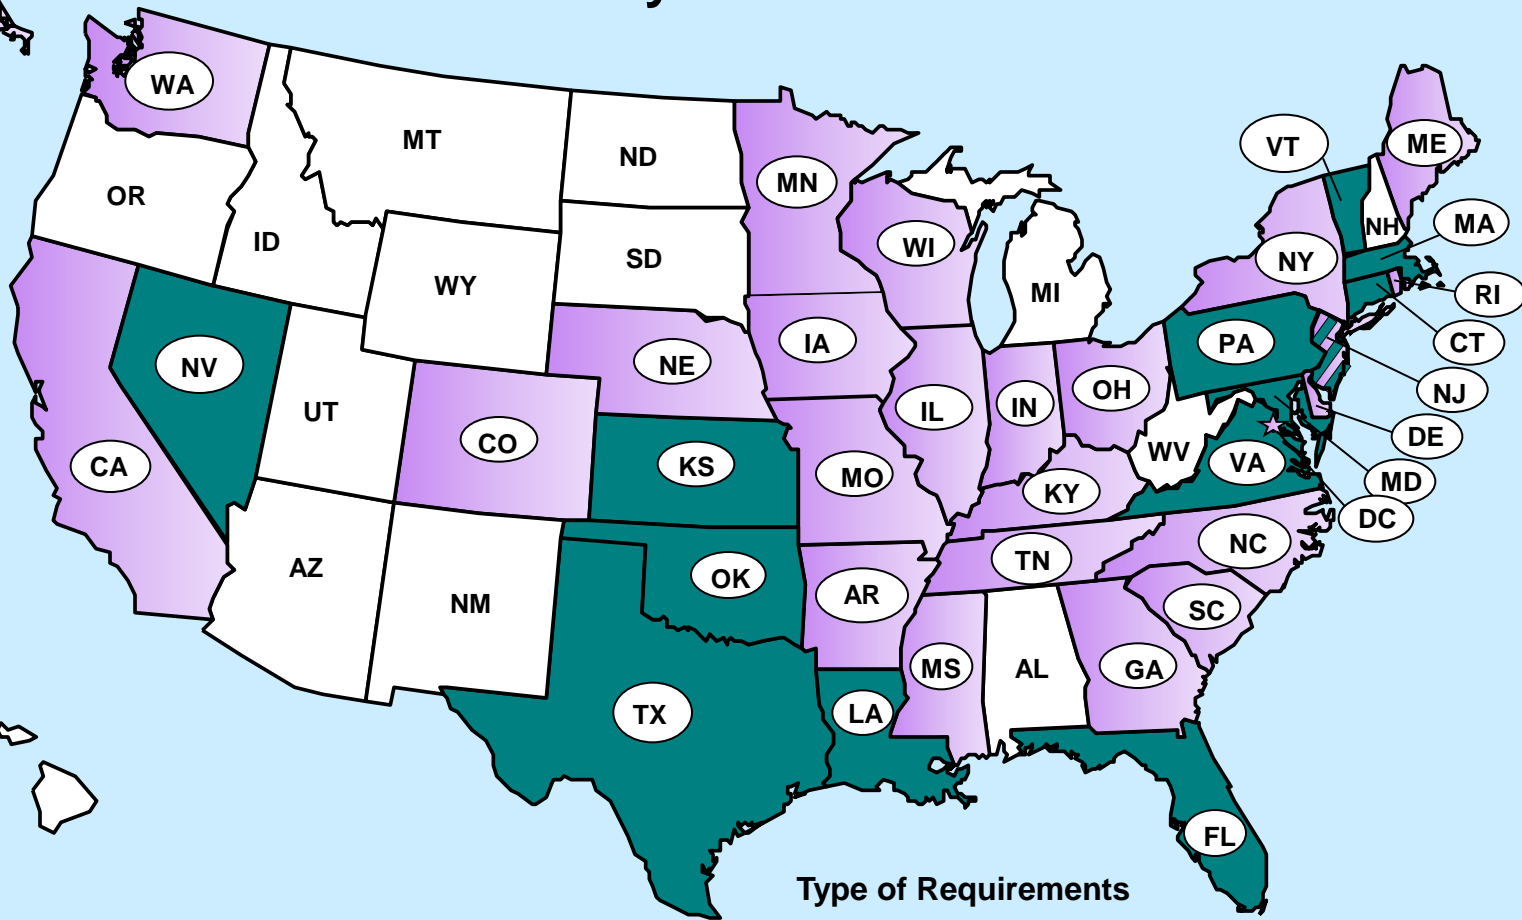 WA
MT
ND
MN
VT
ME
OR
ID
SD
WI
NH
MA
WY
MI
NY
RI
NV
NE
IA
PA
CT
UT
CO
IL
IN
OH
NJ
CA
KS
MO
KY
WV
VA
DE
MD
DC
AZ
NM
OK
AR
TN
NC
SC
TX
LA
MS
AL
GA
FL
Type of Requirements